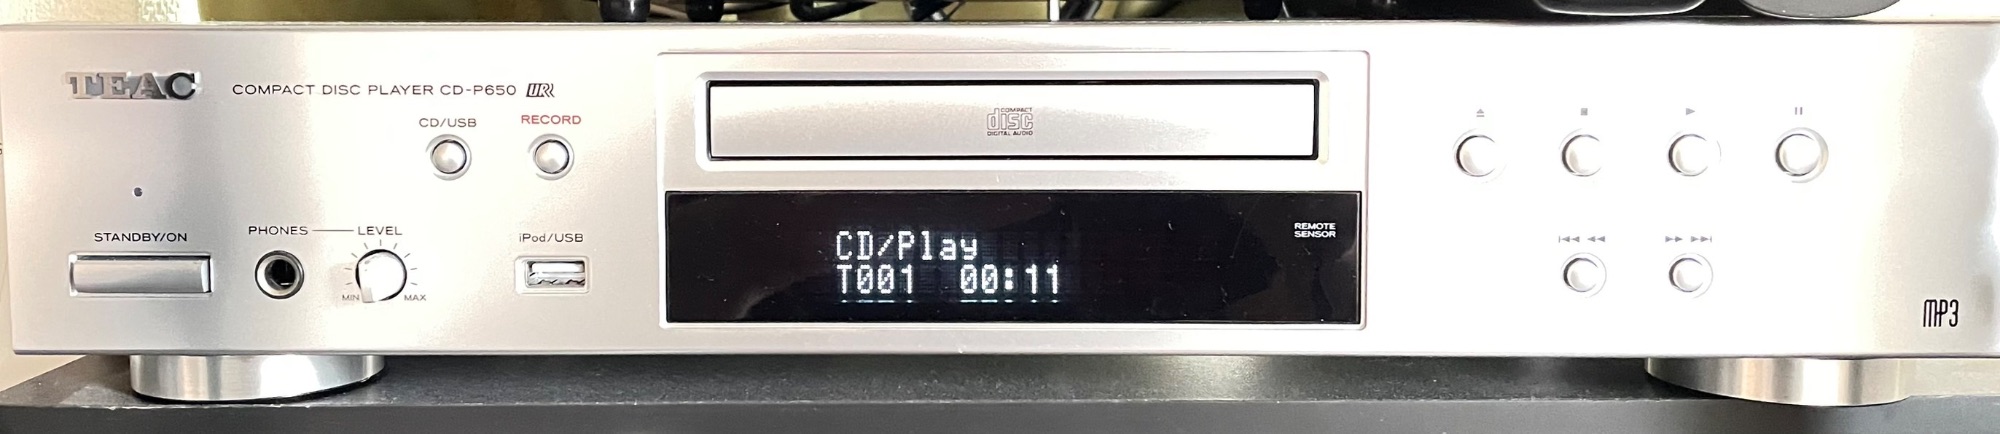 TEAC
COMPACT DISC PLAYER CD-P650 URR
CD/USB
RECORD
STANDBY/ON
PHONES
LEVEL
MIN
MAX
iPod/USB
COMPACT
disc
DIGITAL AUDIO
REMOTE
SENSOR
CD/Play
T001 00:11
MP3